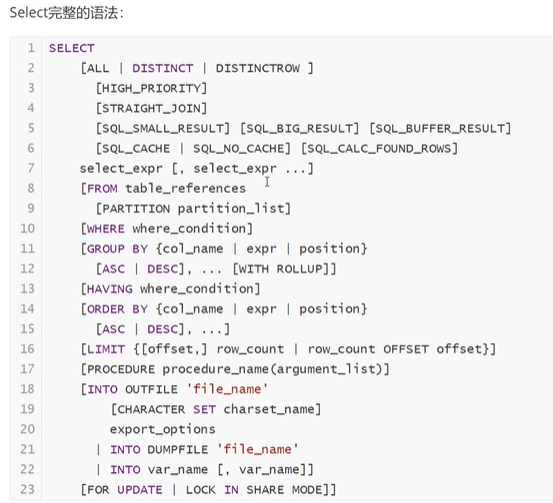 Select完整的语法：
1 SELECT
2 [ALL | DISTINCT | DISTINCTROW ]
3 [HIGH_PRIORITY]
4 [STRAIGHT_JOIN]
5 [SQL_SMALL_RESULT] [SQL_BIG_RESULT] [SQL_BUFFER_RESULT]
6 [SQL_CACHE | SQL_NO_CACHE] [SQL_CALC_FOUND_ROWS]
7 select_expr [, select_expr ...]
8 [FROM table_references
9 [PARTITION partition_list]
10 [WHERE where_condition]
11 [GROUP BY {col_name | expr | position}
12 [ASC | DESC], ... [WITH ROLLUP]]
13 [HAVING where_condition]
14 [ORDER BY {col_name | expr | position}
15 [ASC | DESC], ...]
16 [LIMIT {[offset,] row_count | row_count OFFSET offset}]
17 [PROCEDURE procedure_name(argument_list)]
18 [INTO OUTFILE 'file_name'
19 [CHARACTER SET charset_name]
20 export_options
21 | INTO DUMPFILE 'file_name'
22 | INTO var_name [, var_name]]
23 [FOR UPDATE | LOCK IN SHARE MODE]]